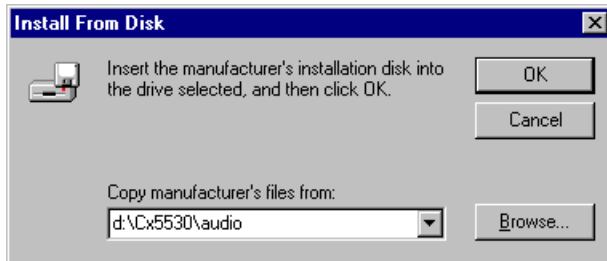 Install From Disk
Insert the manufacturer's installation disk into
the drive selected, and then click OK.
OK
Cancel
Copy manufacturer's files from:
d:\Cx5530\audio
Browse...